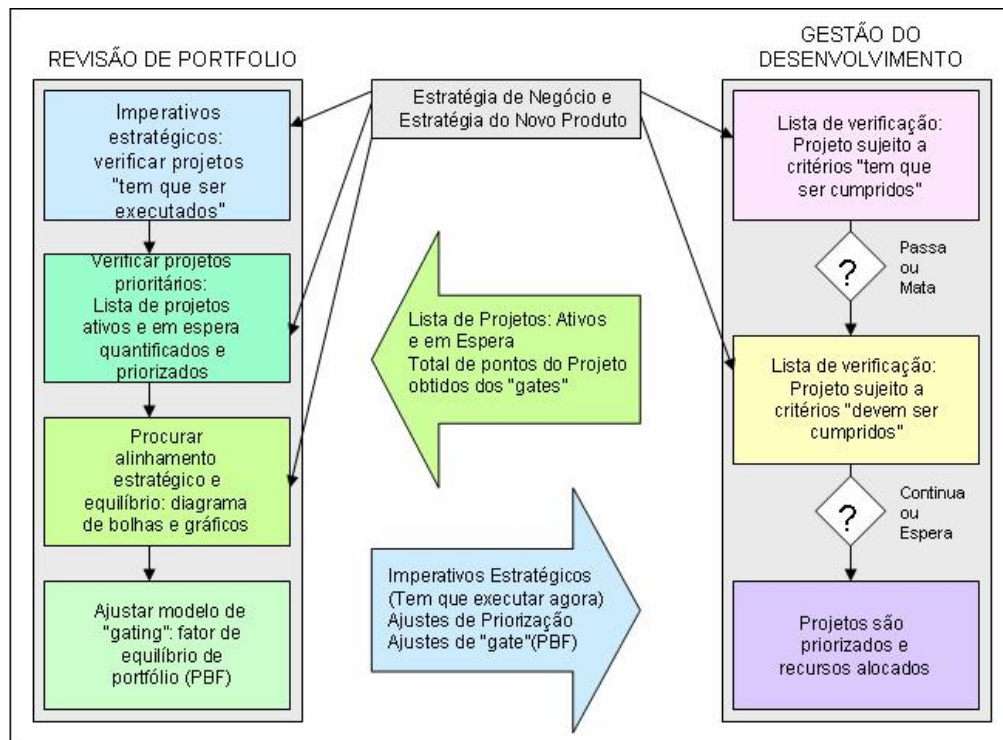 REVISÃO DE PORTFOLIO
Imperativos
estratégicos:
verificar projetos
"tem que ser
executados"
Verificar projetos
prioritários:
Lista de projetos
ativos e em espera
quantificados e
priorizados
Procurar
alinhamento
estratégico e
equilíbrio: diagrama
de bolhas e gráficos
Ajustar modelo de
"gating": fator de
equilíbrio de
portfólio (PBF)
Estratégia de Negócio e
Estratégia do Novo Produto
Lista de Projetos: Ativos
e em Espera
Total de pontos do Projeto
obtidos dos "gates"
Imperativos Estratégicos
(Tem que executar agora)
Ajustes de Priorização
Ajustes de "gate"(PBF)
GESTÃO DO
DESENVOLVIMENTO
Lista de verificação:
Projeto sujeito a
critérios "tem que
ser cumpridos"
?
Passa
ou
Mata
Lista de verificação:
Projeto sujeito a
critérios "devem ser
cumpridos"
?
Continua
ou
Espera
Projetos são
priorizados e
recursos alocados